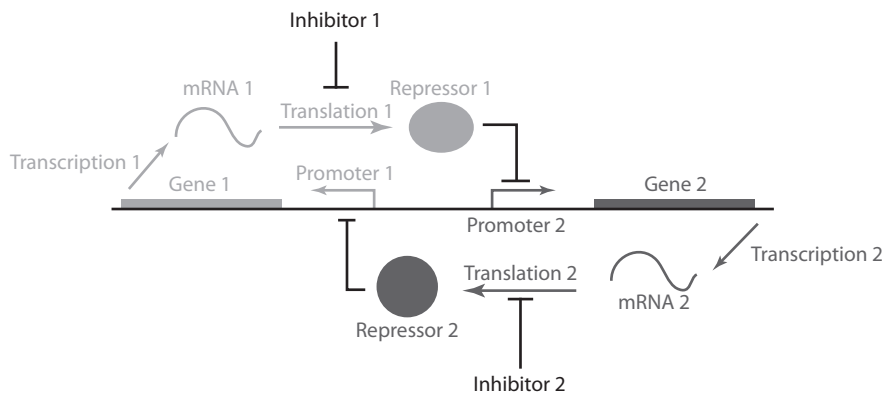 Inhibitor 1
mRNA 1
Repressor 1
Translation 1
Transcription 1
Promoter 1
Gene 1
Gene 2
Promoter 2
Transcription 2
Translation 2
mRNA 2
Repressor 2
Inhibitor 2